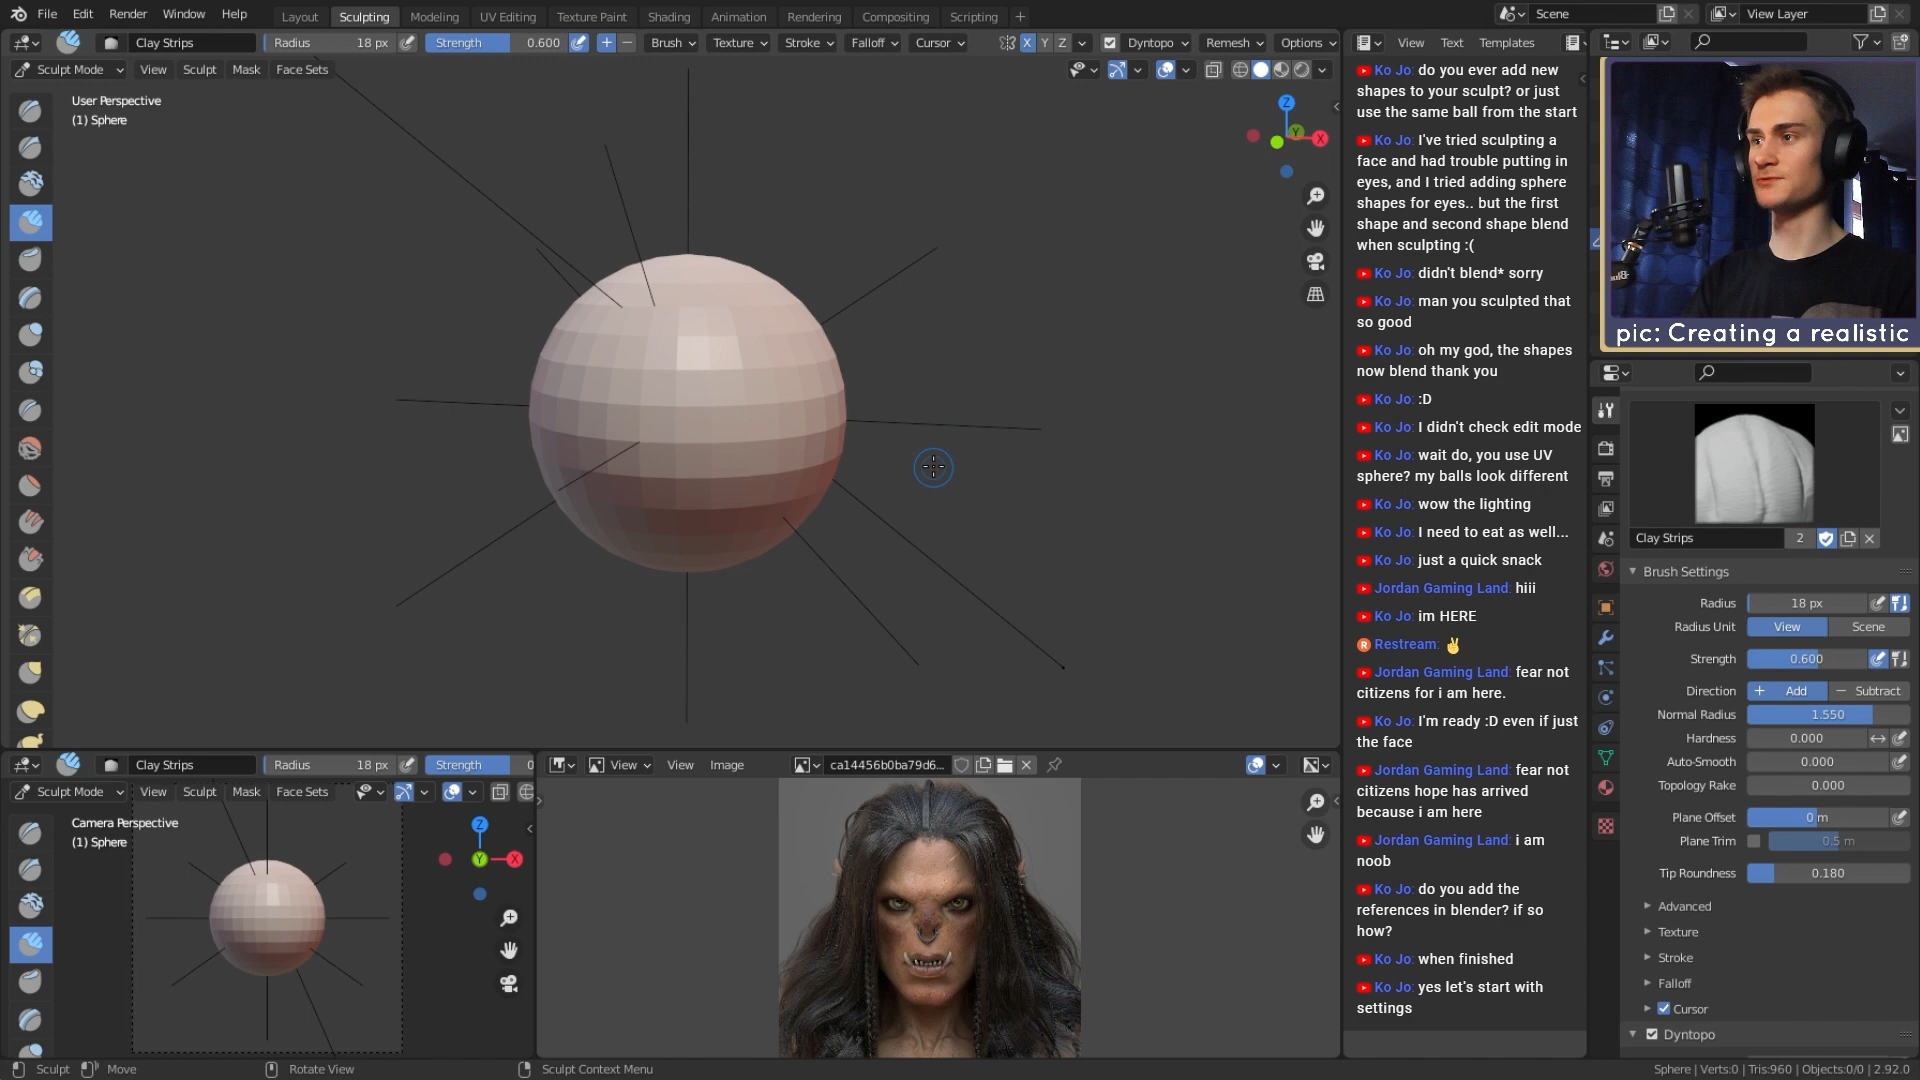 File Edit Render Window Help
Layout Sculpting Modeling UV Editing Texture Paint Shading Animation Rendering Compositing Scripting +
Scene
View Layer
Clay Strips Radius 18 px Strength 0.600 + − Brush Texture Stroke Falloff Cursor X Y Z Dyntopo Remesh Options
Sculpt Mode View Sculpt Mask Face Sets
User Perspective
(1) Sphere
Z
Y
X
View Text Templates
Ko Jo: do you ever add new
shapes to your sculpt? or just
use the same ball from the start
Ko Jo: I've tried sculpting a
face and had trouble putting in
eyes, and I tried adding sphere
shapes for eyes.. but the first
shape and second shape blend
when sculpting :(
Ko Jo: didn't blend* sorry
Ko Jo: man you sculpted that
so good
Ko Jo: oh my god, the shapes
now blend thank you
Ko Jo: :D
Ko Jo: I didn't check edit mode
Ko Jo: wait do, you use UV
sphere? my balls look different
Ko Jo: wow the lighting
Ko Jo: I need to eat as well...
Ko Jo: just a quick snack
Jordan Gaming Land: hiii
Ko Jo: im HERE
R Restream: ✌
Jordan Gaming Land: fear not
citizens for i am here.
Ko Jo: I'm ready :D even if just
the face
Jordan Gaming Land: fear not
citizens hope has arrived
because i am here
Jordan Gaming Land: i am
noob
Ko Jo: do you add the
references in blender? if so
how?
Ko Jo: when finished
Ko Jo: yes let's start with
settings
pic: Creating a realistic
Clay Strips 2
Brush Settings
Radius 18 px
Radius Unit View Scene
Strength 0.600
Direction + Add − Subtract
Normal Radius 1.550
Hardness 0.000
Auto-Smooth 0.000
Topology Rake 0.000
Plane Offset 0 m
Plane Trim 0.5 m
Tip Roundness 0.180
Advanced
Texture
Stroke
Falloff
Cursor
Dyntopo
Clay Strips Radius 18 px Strength 0
Sculpt Mode View Sculpt Mask Face Sets
Camera Perspective
(1) Sphere
Z
Y
X
View View Image ca14456b0ba79d6...
Sculpt Move Rotate View Sculpt Context Menu
Sphere | Verts:0 | Tris:960 | Objects:0/0 | 2.92.0